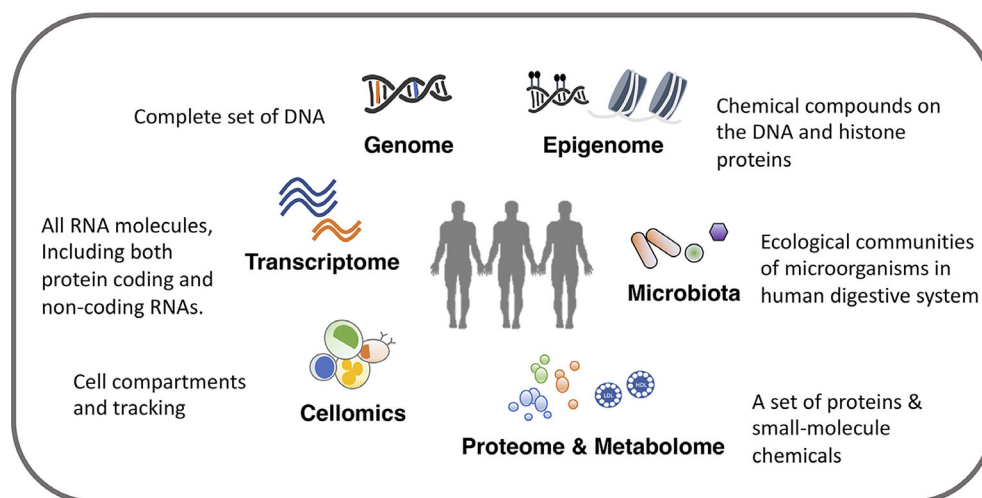 Complete set of DNA
Genome
Epigenome
Chemical compounds on
the DNA and histone
proteins
All RNA molecules,
Including both
protein coding and
non-coding RNAs.
Transcriptome
Microbiota
Ecological communities
of microorganisms in
human digestive system
Cell compartments
and tracking
Cellomics
LDL
HDL
Proteome & Metabolome
A set of proteins &
small-molecule
chemicals